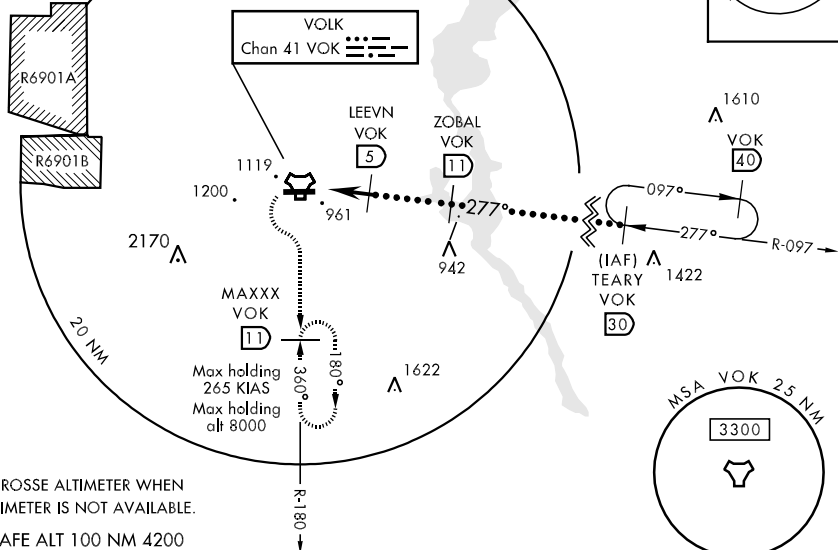 VOLK
Chan 41 VOK
R6901A
R6901B
LEEVN
VOK
5
ZOBAL
VOK
11
1610
VOK
40
1119
1200
961
277°
097°
277°
R-097
2170
942
(IAF)
TEARY
VOK
30
1422
MAXXX
VOK
11
20 NM
Max holding
265 KIAS
Max holding
alt 8000
360°
180°
1622
MSA VOK 25 NM
3300
R-180
ROSSE ALTIMETER WHEN
IMETER IS NOT AVAILABLE.
AFE ALT 100 NM 4200